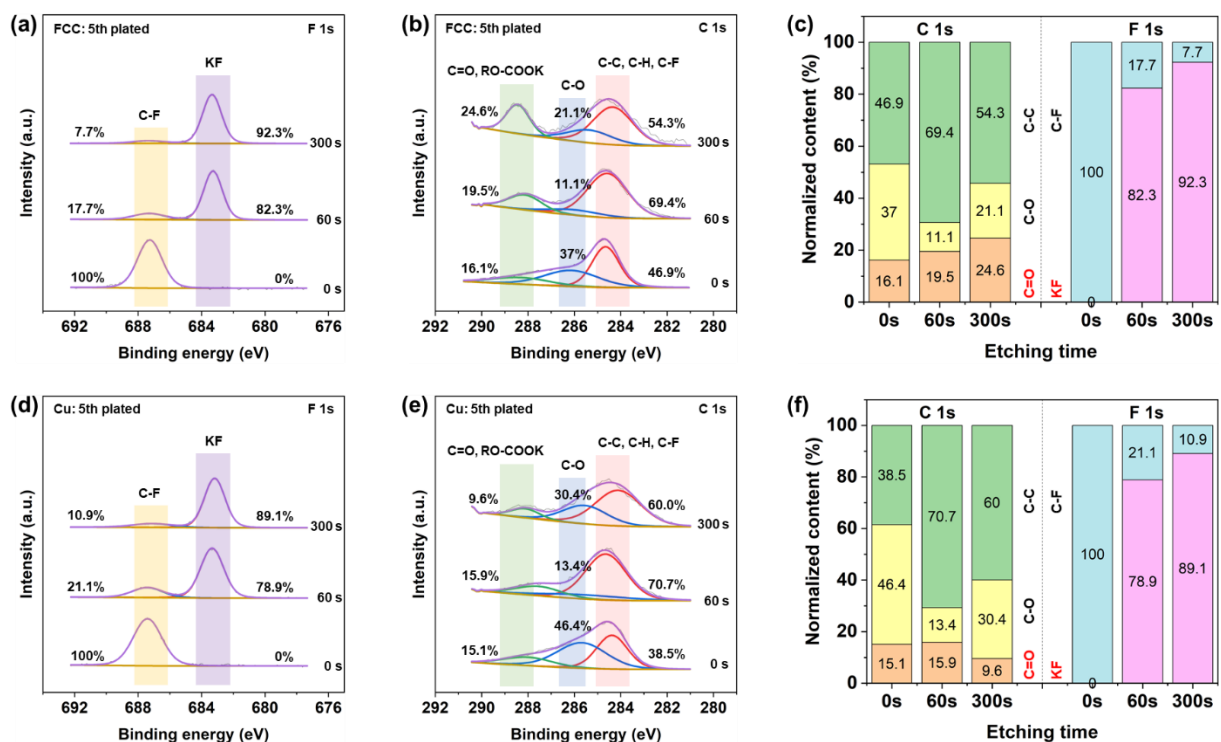 (a)
FCC: 5th plated
F 1s
KF
C-F
7.7%
92.3%
300 s
17.7%
82.3%
60 s
100%
0%
0 s
692
688
684
680
676
Binding energy (eV)
Intensity (a.u.)
(b)
FCC: 5th plated
C 1s
C=O, RO-COOK
C-O
C-C, C-H, C-F
24.6%
21.1%
54.3%
300 s
19.5%
11.1%
69.4%
60 s
16.1%
37%
46.9%
0 s
292
290
288
286
284
282
280
Binding energy (eV)
Intensity (a.u.)
(c)
C 1s
F 1s
Normalized content (%)
100
80
60
40
20
0
46.9
37
16.1
69.4
11.1
19.5
54.3
21.1
24.6
C-C
C-O
C=O
C-F
KF
100
0
17.7
82.3
7.7
92.3
0s
60s
300s
0s
60s
300s
Etching time
(d)
Cu: 5th plated
F 1s
KF
C-F
10.9%
89.1%
300 s
21.1%
78.9%
60 s
100%
0%
0 s
692
688
684
680
676
Binding energy (eV)
Intensity (a.u.)
(e)
Cu: 5th plated
C 1s
C=O, RO-COOK
C-O
C-C, C-H, C-F
9.6%
30.4%
60.0%
300 s
15.9%
13.4%
70.7%
60 s
15.1%
46.4%
38.5%
0 s
292
290
288
286
284
282
280
Binding energy (eV)
Intensity (a.u.)
(f)
C 1s
F 1s
Normalized content (%)
100
80
60
40
20
0
38.5
46.4
15.1
70.7
13.4
15.9
60
30.4
9.6
C-C
C-O
C=O
C-F
KF
100
0
21.1
78.9
10.9
89.1
0s
60s
300s
0s
60s
300s
Etching time